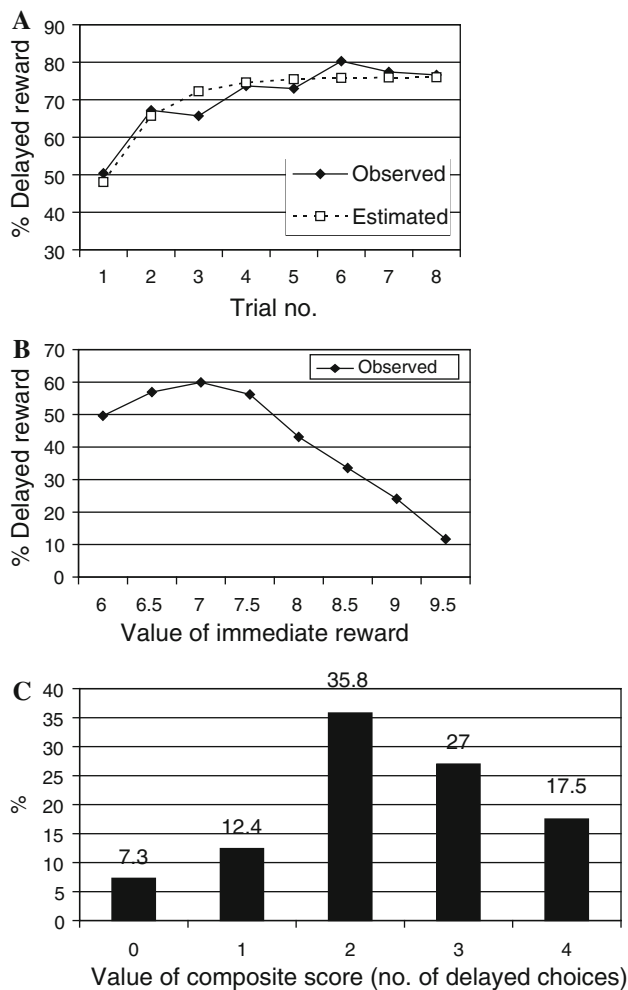 A
% Delayed reward
90
80
70
60
50
40
30
Observed
Estimated
1 2 3 4 5 6 7 8
Trial no.
B
% Delayed reward
70
60
50
40
30
20
10
0
Observed
6 6.5 7 7.5 8 8.5 9 9.5
Value of immediate reward
C
%
40
35
30
25
20
15
10
5
0
7.3
12.4
35.8
27
17.5
0 1 2 3 4
Value of composite score (no. of delayed choices)